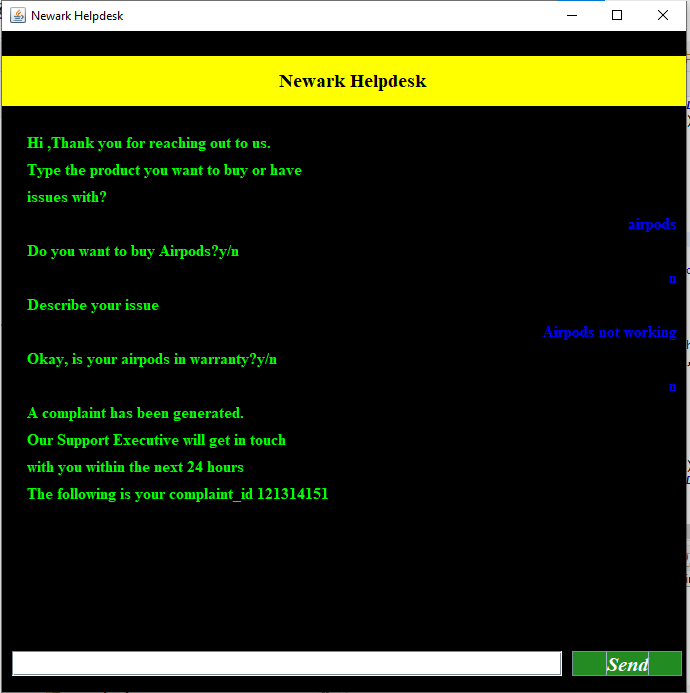 Newark Helpdesk
Newark Helpdesk
Hi ,Thank you for reaching out to us.
Type the product you want to buy or have
issues with?
airpods
Do you want to buy Airpods?y/n
n
Describe your issue
Airpods not working
Okay, is your airpods in warranty?y/n
n
A complaint has been generated.
Our Support Executive will get in touch
with you within the next 24 hours
The following is your complaint_id 121314151
Send